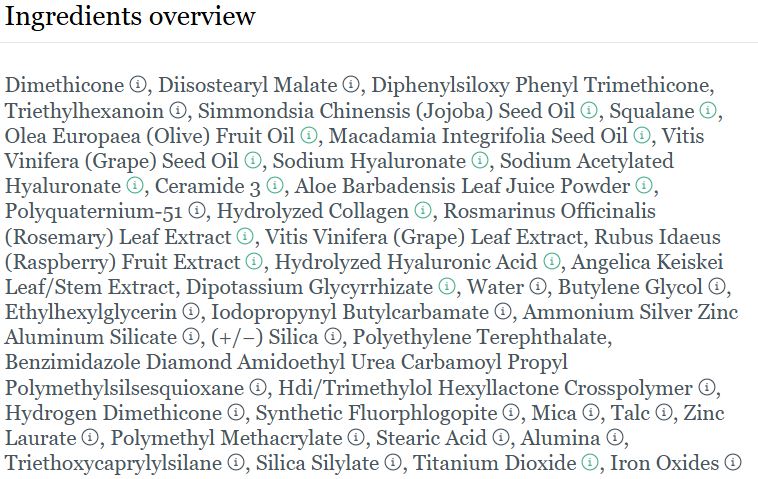 Ingredients overview
Dimethicone ⓘ, Diisostearyl Malate ⓘ, Diphenylsiloxy Phenyl Trimethicone,
Triethylhexanoin ⓘ, Simmondsia Chinensis (Jojoba) Seed Oil ⓘ, Squalane ⓘ,
Olea Europaea (Olive) Fruit Oil ⓘ, Macadamia Integrifolia Seed Oil ⓘ, Vitis
Vinifera (Grape) Seed Oil ⓘ, Sodium Hyaluronate ⓘ, Sodium Acetylated
Hyaluronate ⓘ, Ceramide 3 ⓘ, Aloe Barbadensis Leaf Juice Powder ⓘ,
Polyquaternium-51 ⓘ, Hydrolyzed Collagen ⓘ, Rosmarinus Officinalis
(Rosemary) Leaf Extract ⓘ, Vitis Vinifera (Grape) Leaf Extract, Rubus Idaeus
(Raspberry) Fruit Extract ⓘ, Hydrolyzed Hyaluronic Acid ⓘ, Angelica Keiskei
Leaf/Stem Extract, Dipotassium Glycyrrhizate ⓘ, Water ⓘ, Butylene Glycol ⓘ,
Ethylhexylglycerin ⓘ, Iodopropynyl Butylcarbamate ⓘ, Ammonium Silver Zinc
Aluminum Silicate ⓘ, (+/−) Silica ⓘ, Polyethylene Terephthalate,
Benzimidazole Diamond Amidoethyl Urea Carbamoyl Propyl
Polymethylsilsesquioxane ⓘ, Hdi/Trimethylol Hexyllactone Crosspolymer ⓘ,
Hydrogen Dimethicone ⓘ, Synthetic Fluorphlogopite ⓘ, Mica ⓘ, Talc ⓘ, Zinc
Laurate ⓘ, Polymethyl Methacrylate ⓘ, Stearic Acid ⓘ, Alumina ⓘ,
Triethoxycaprylylsilane ⓘ, Silica Silylate ⓘ, Titanium Dioxide ⓘ, Iron Oxides ⓘ